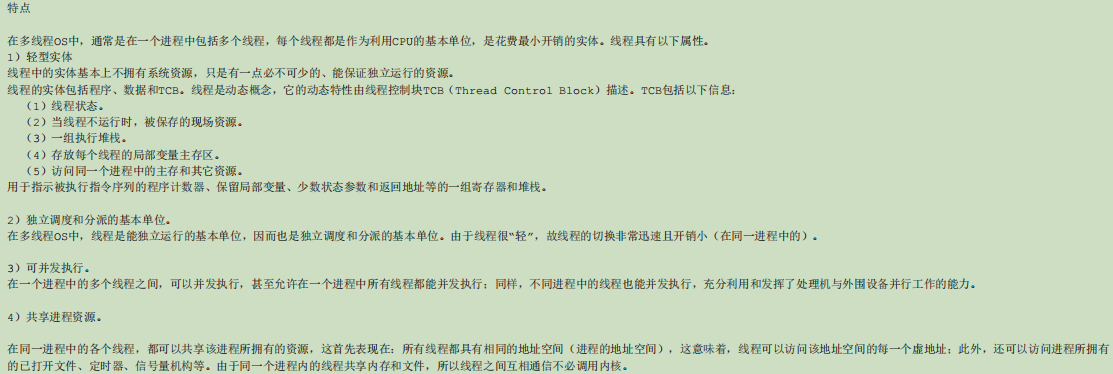 特点
在多线程OS中，通常是在一个进程中包括多个线程，每个线程都是作为利用CPU的基本单位，是花费最小开销的实体。线程具有以下属性。
1）轻型实体
线程中的实体基本上不拥有系统资源，只是有一点必不可少的、能保证独立运行的资源。
线程的实体包括程序、数据和TCB。线程是动态概念，它的动态特性由线程控制块TCB（Thread Control Block）描述。TCB包括以下信息：
（1）线程状态。
（2）当线程不运行时，被保存的现场资源。
（3）一组执行堆栈。
（4）存放每个线程的局部变量主存区。
（5）访问同一个进程中的主存和其它资源。
用于指示被执行指令序列的程序计数器、保留局部变量、少数状态参数和返回地址等的一组寄存器和堆栈。
2）独立调度和分派的基本单位。
在多线程OS中，线程是能独立运行的基本单位，因而也是独立调度和分派的基本单位。由于线程很“轻”，故线程的切换非常迅速且开销小（在同一进程中的）。
3）可并发执行。
在一个进程中的多个线程之间，可以并发执行，甚至允许在一个进程中所有线程都能并发执行；同样，不同进程中的线程也能并发执行，充分利用和发挥了处理机与外围设备并行工作的能力。
4）共享进程资源。
在同一进程中的各个线程，都可以共享该进程所拥有的资源，这首先表现在：所有线程都具有相同的地址空间（进程的地址空间），这意味着，线程可以访问该地址空间的每一个虚地址；此外，还可以访问进程所拥有
的已打开文件、定时器、信号量机构等。由于同一个进程内的线程共享内存和文件，所以线程之间互相通信不必调用内核。